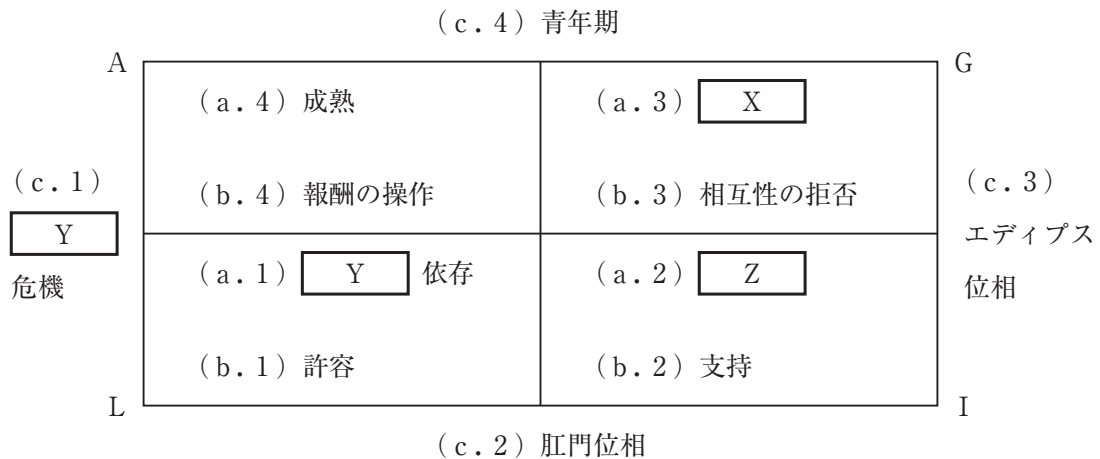 (c.4) 青年期
A
G
(a.4) 成熟
(a.3) X
(c.1)
(b.4) 報酬の操作
(b.3) 相互性の拒否
(c.3)
Y
エディプス
(a.1) Y 依存
(a.2) Z
危機
位相
(b.1) 許容
(b.2) 支持
L
I
(c.2) 肛門位相